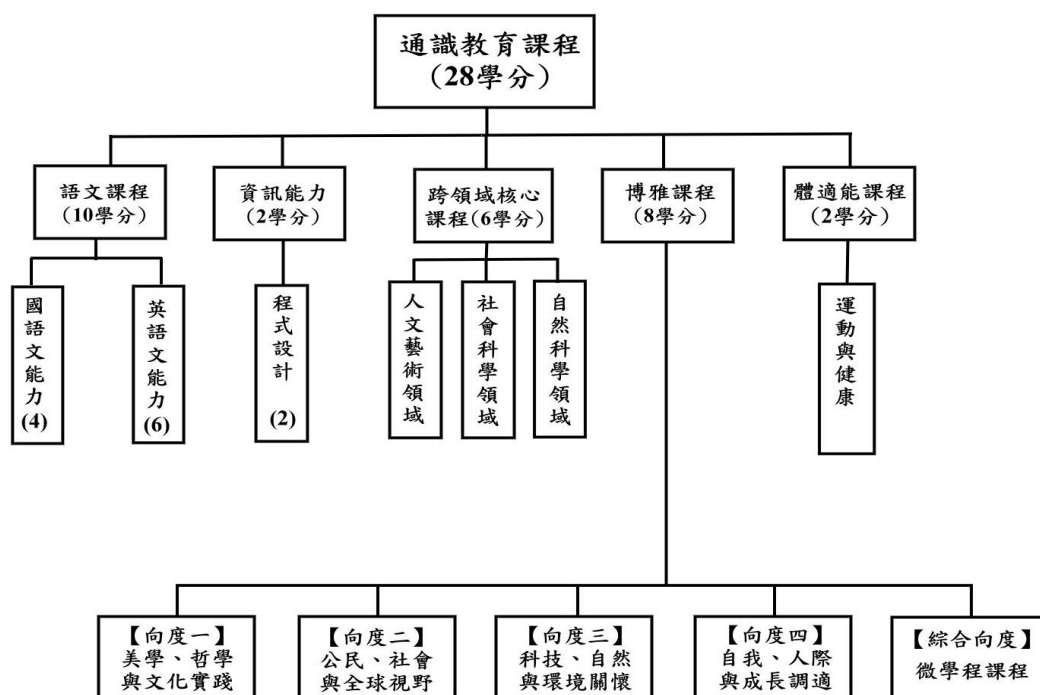 通識教育課程
（28學分）
語文課程
(10學分)
資訊能力
(2學分)
跨領域核心
課程(6學分)
博雅課程
(8學分)
體適能課程
(2學分)
國語文能力(4)
英語文能力(6)
程式設計(2)
人文藝術領域
社會科學領域
自然科學領域
運動與健康
【向度一】
美學、哲學
與文化實踐
【向度二】
公民、社會
與全球視野
【向度三】
科技、自然
與環境關懷
【向度四】
自我、人際
與成長調適
【綜合向度】
微學程課程